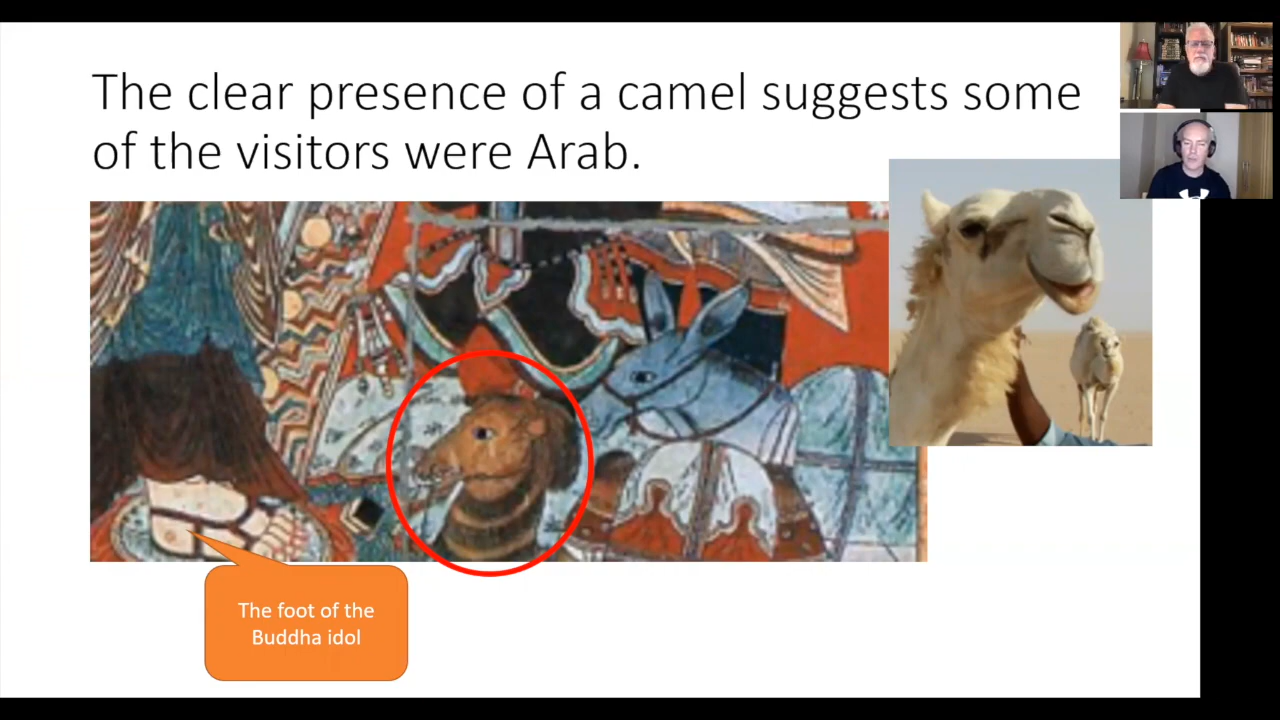 The clear presence of a camel suggests some
of the visitors were Arab.
The foot of the
Buddha idol